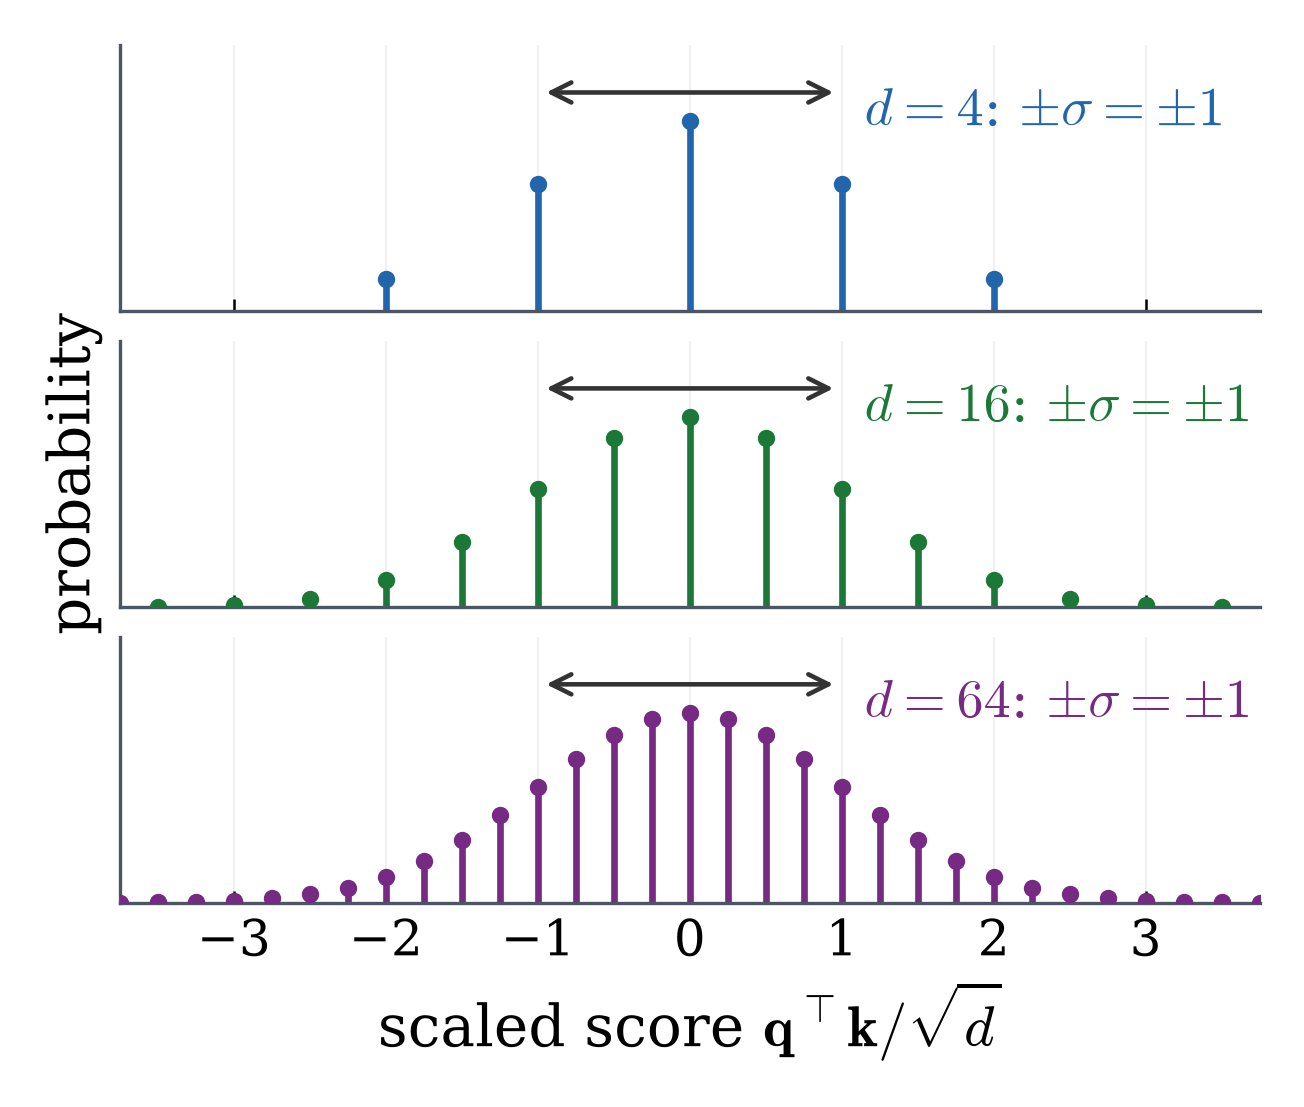 d = 4: ±σ = ±1
d = 16: ±σ = ±1
d = 64: ±σ = ±1
probability
−3 −2 −1 0 1 2 3
scaled score q⊤k/√d